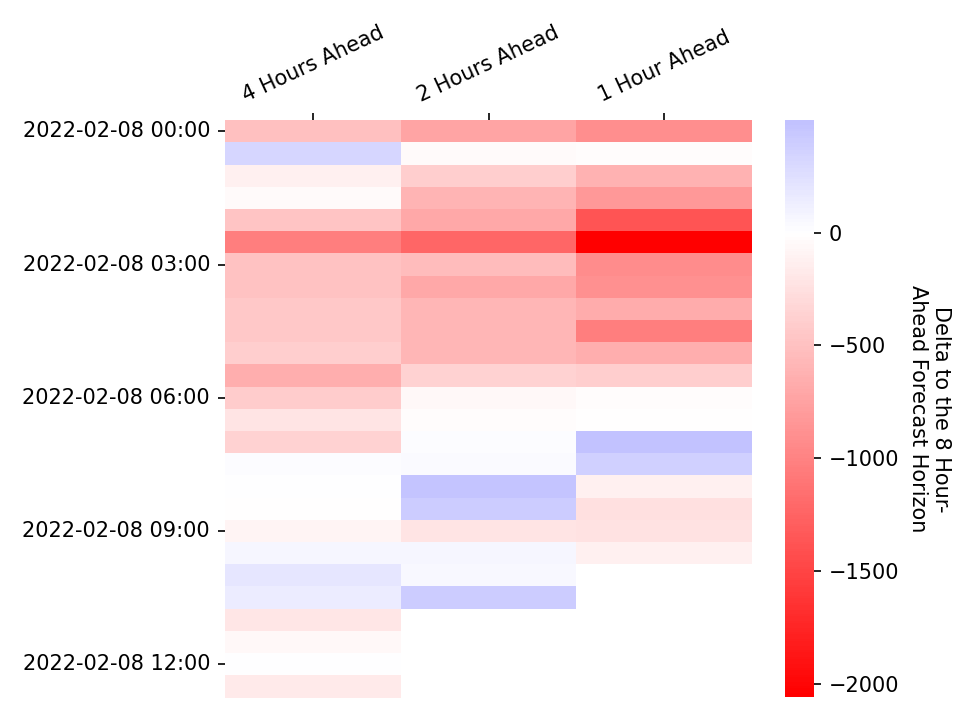 4 Hours Ahead
2 Hours Ahead
1 Hour Ahead
2022-02-08 00:00
2022-02-08 03:00
2022-02-08 06:00
2022-02-08 09:00
2022-02-08 12:00
0
−500
−1000
−1500
−2000
Delta to the 8 Hour-
Ahead Forecast Horizon